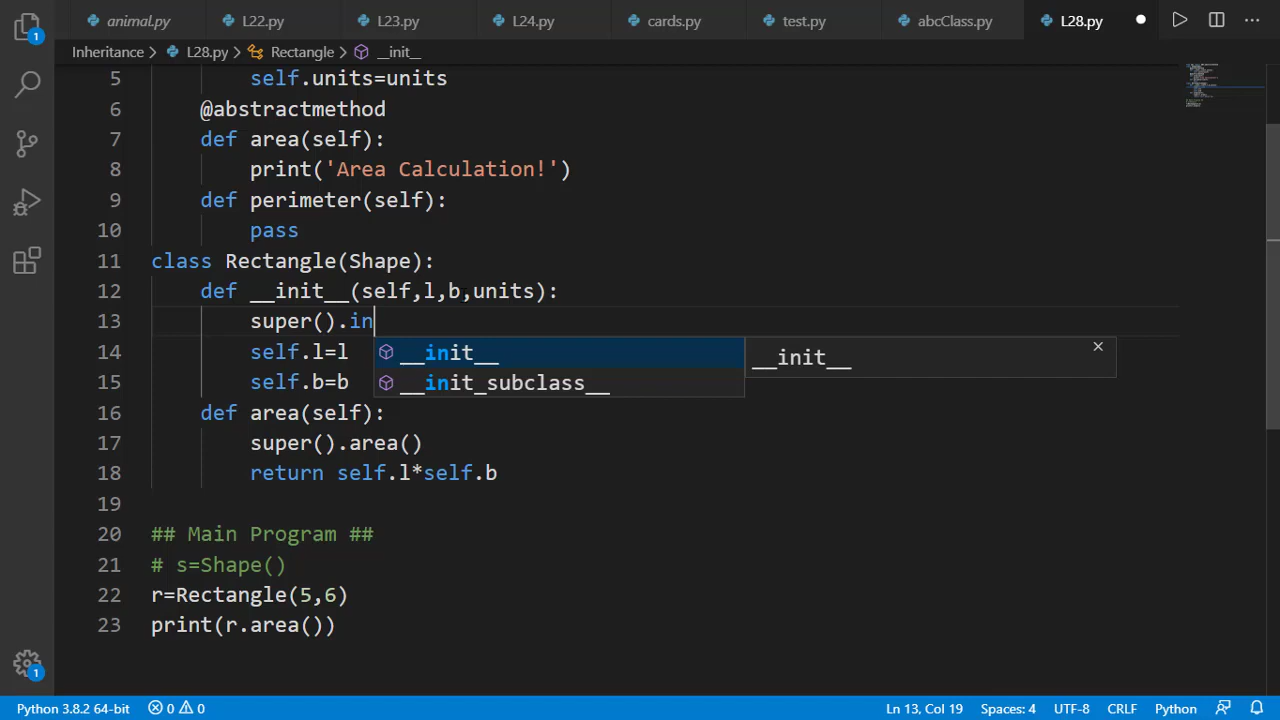 animal.py L22.py L23.py L24.py cards.py test.py abcClass.py L28.py
Inheritance > L28.py > Rectangle > __init__
5 self.units=units
6 @abstractmethod
7 def area(self):
8 print('Area Calculation!')
9 def perimeter(self):
10 pass
11 class Rectangle(Shape):
12 def __init__(self,l,b,units):
13 super().in
14 self.l=l __init__ __init__
15 self.b=b __init_subclass__
16 def area(self):
17 super().area()
18 return self.l*self.b
19
20 ## Main Program ##
21 # s=Shape()
22 r=Rectangle(5,6)
23 print(r.area())
1
1
Python 3.8.2 64-bit 0 0 Ln 13, Col 19 Spaces: 4 UTF-8 CRLF Python